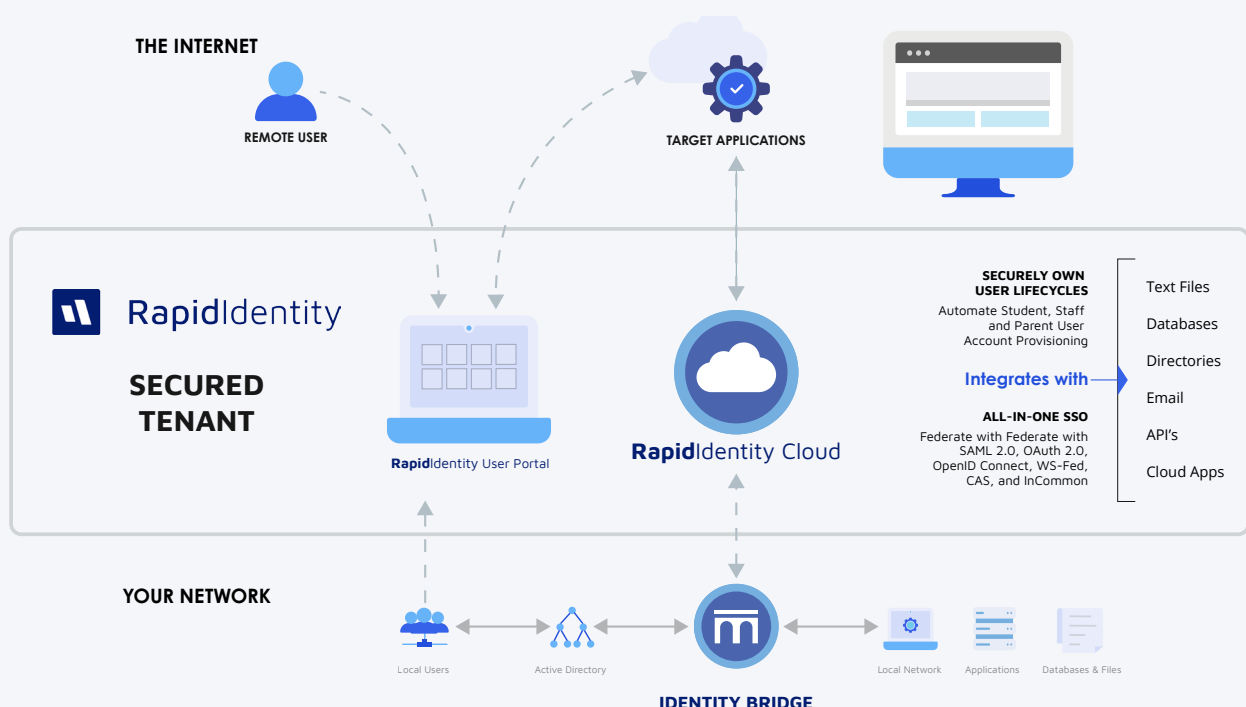 THE INTERNET
REMOTE USER
TARGET APPLICATIONS
RapidIdentity
SECURED
TENANT
RapidIdentity User Portal
RapidIdentity Cloud
SECURELY OWN
USER LIFECYCLES
Automate Student, Staff
and Parent User
Account Provisioning
Integrates with
ALL-IN-ONE SSO
Federate with Federate with
SAML 2.0, OAuth 2.0,
OpenID Connect, WS-Fed,
CAS, and InCommon
Text Files
Databases
Directories
Email
API's
Cloud Apps
YOUR NETWORK
Local Users
Active Directory
IDENTITY BRIDGE
Local Network
Applications
Databases & Files